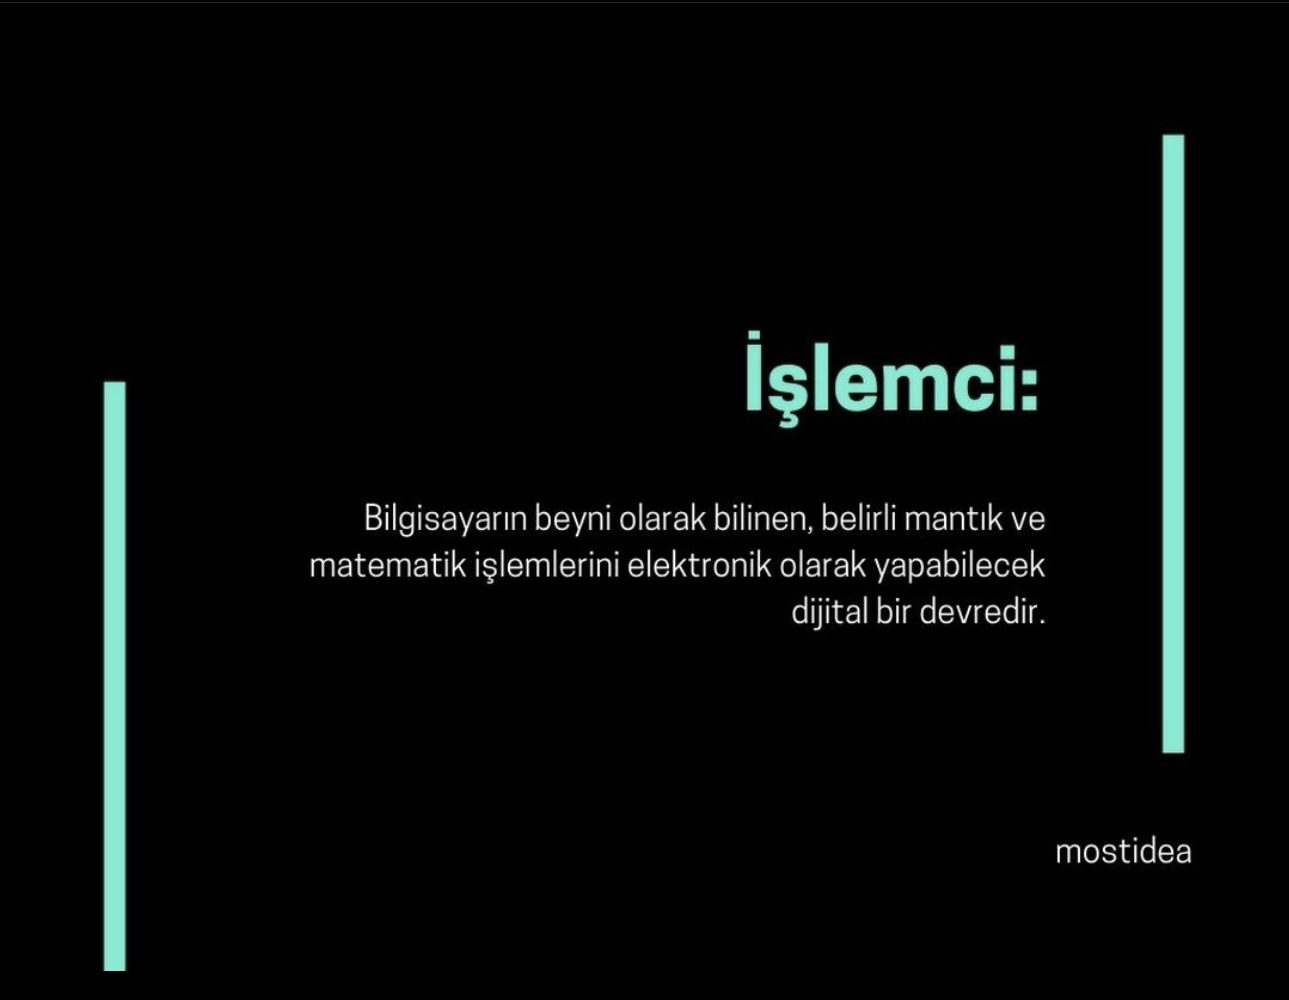 İşlemci:
Bilgisayarın beyni olarak bilinen, belirli mantık ve
matematik işlemlerini elektronik olarak yapabilecek
dijital bir devredir.
mostidea